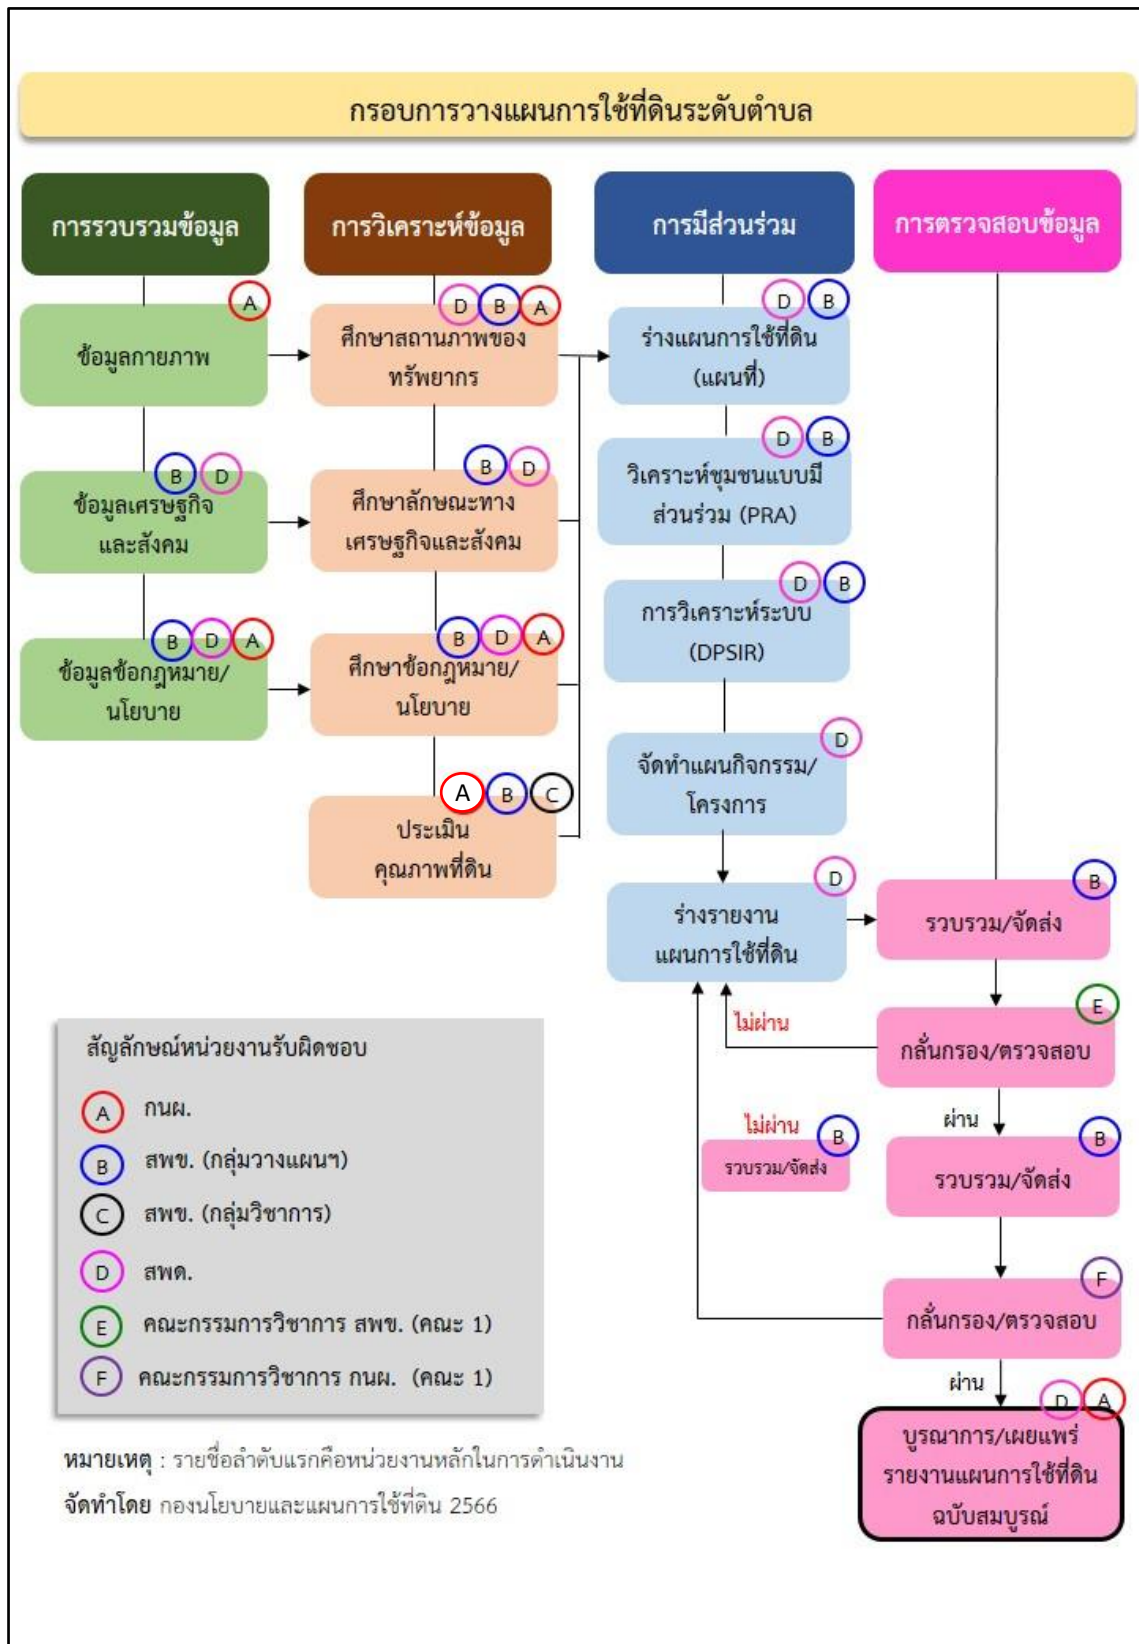 กรอบการวางแผนการใช้ที่ดินระดับตำบล
การรวบรวมข้อมูล
A
ข้อมูลกายภาพ
B D
ข้อมูลเศรษฐกิจ
และสังคม
B D A
ข้อมูลข้อกฎหมาย/
นโยบาย
การวิเคราะห์ข้อมูล
D B A
ศึกษาสถานภาพของ
ทรัพยากร
B D
ศึกษาลักษณะทาง
เศรษฐกิจและสังคม
B D A
ศึกษาข้อกฎหมาย/
นโยบาย
A B C
ประเมิน
คุณภาพที่ดิน
การมีส่วนร่วม
D B
ร่างแผนการใช้ที่ดิน
(แผนที่)
D B
วิเคราะห์ชุมชนแบบมี
ส่วนร่วม (PRA)
D B
การวิเคราะห์ระบบ
(DPSIR)
D
จัดทำแผนกิจกรรม/
โครงการ
D
ร่างรายงาน
แผนการใช้ที่ดิน
การตรวจสอบข้อมูล
B
รวบรวม/จัดส่ง
E
กลั่นกรอง/ตรวจสอบ
ไม่ผ่าน
ผ่าน
B
รวบรวม/จัดส่ง
ไม่ผ่าน
B
รวบรวม/จัดส่ง
F
กลั่นกรอง/ตรวจสอบ
ผ่าน
D A
บูรณาการ/เผยแพร่
รายงานแผนการใช้ที่ดิน
ฉบับสมบูรณ์
สัญลักษณ์หน่วยงานรับผิดชอบ
A กนผ.
B สพข. (กลุ่มวางแผนฯ)
C สพข. (กลุ่มวิชาการ)
D สพด.
E คณะกรรมการวิชาการ สพข. (คณะ 1)
F คณะกรรมการวิชาการ กนผ. (คณะ 1)
หมายเหตุ : รายชื่อลำดับแรกคือหน่วยงานหลักในการดำเนินงาน
จัดทำโดย กองนโยบายและแผนการใช้ที่ดิน 2566